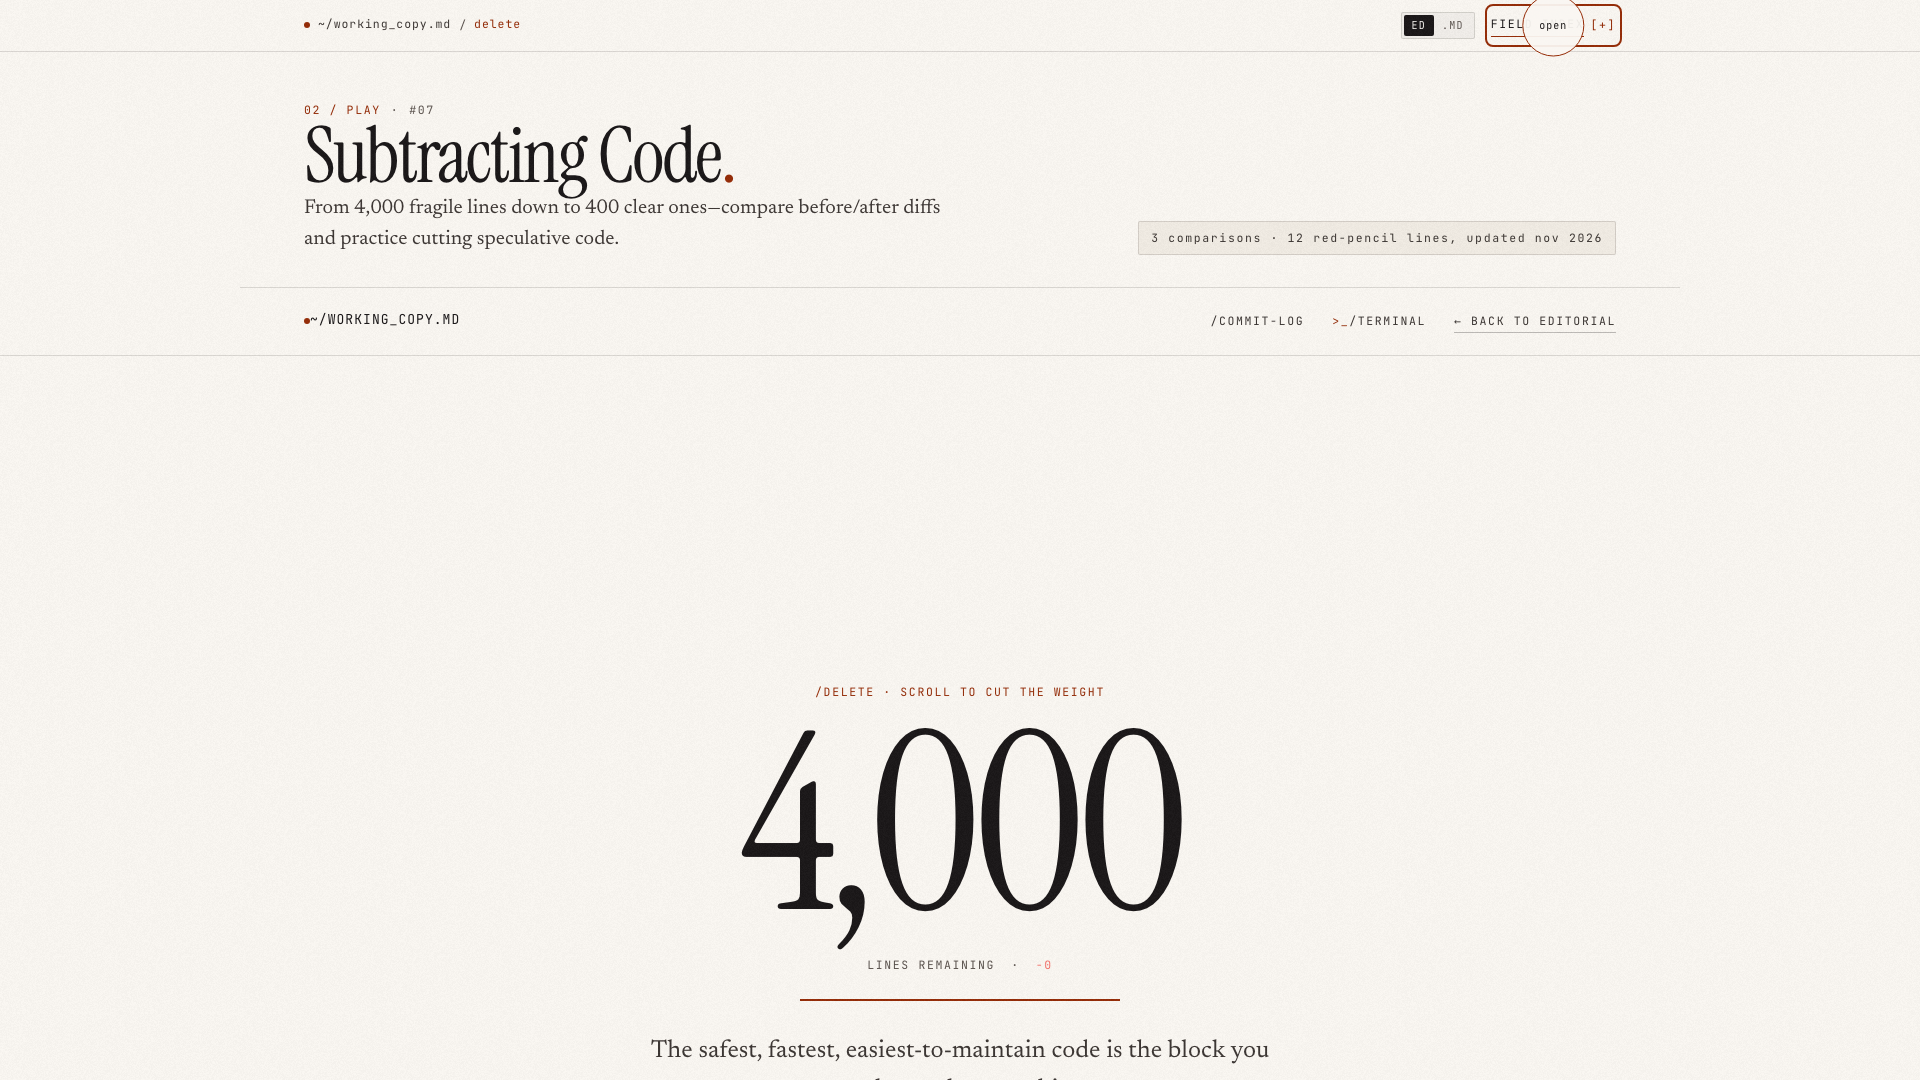 ~/working_copy.md / delete
ED .MD
open [+]
02 / PLAY · #07
Subtracting Code.
From 4,000 fragile lines down to 400 clear ones—compare before/after diffs
and practice cutting speculative code.
3 comparisons · 12 red-pencil lines, updated nov 2026
~/WORKING_COPY.MD
/COMMIT-LOG
>_/TERMINAL
← BACK TO EDITORIAL
/DELETE · SCROLL TO CUT THE WEIGHT
4,000
LINES REMAINING · -0
The safest, fastest, easiest-to-maintain code is the block you